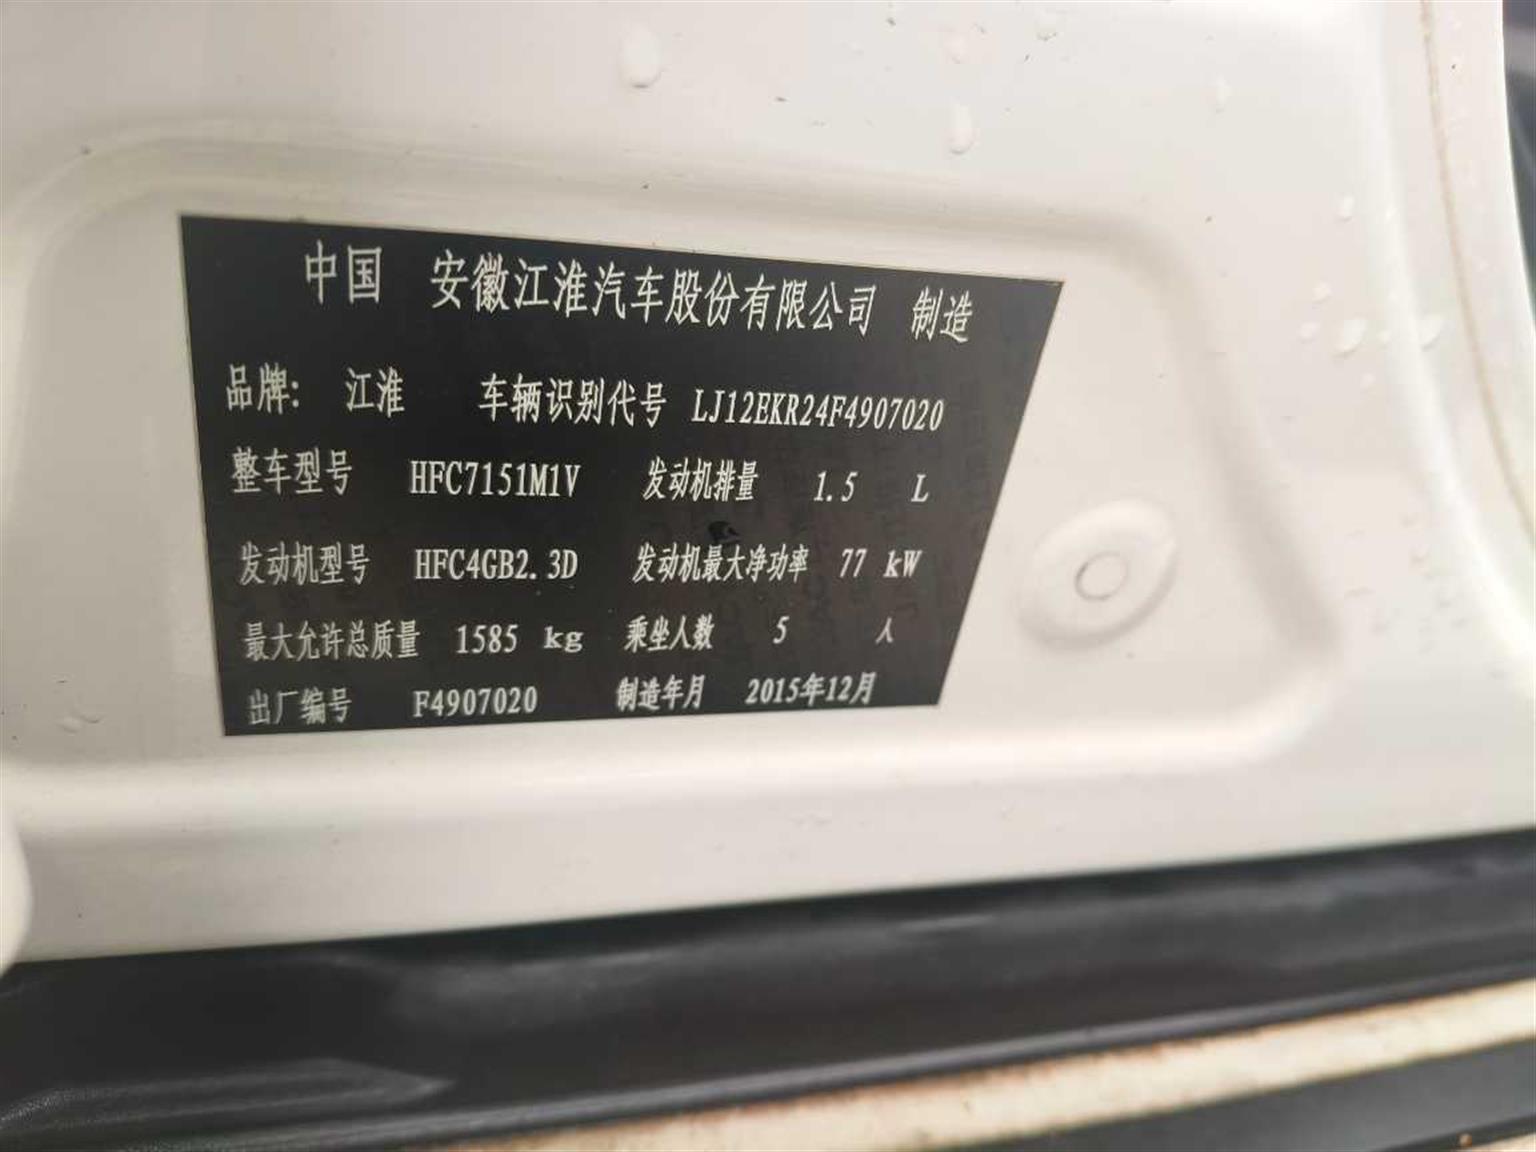 中国 安徽江淮汽车股份有限公司 制造
品牌: 江淮 车辆识别代号 LJ12EKR24F4907020
整车型号 HFC7151M1V 发动机排量 1.5 L
发动机型号 HFC4GB2.3D 发动机最大净功率 77 kW
最大允许总质量 1585 kg 乘坐人数 5 人
出厂编号 F4907020 制造年月 2015年12月